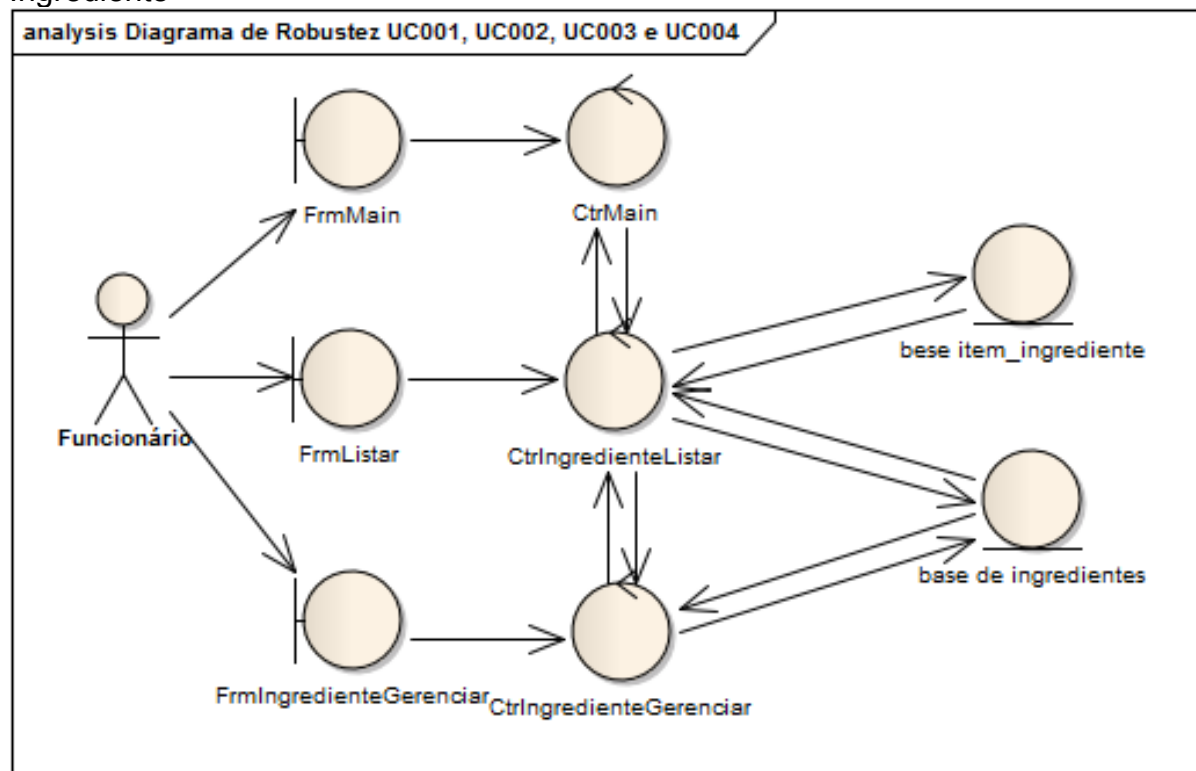 Ingrediente
analysis Diagrama de Robustez UC001, UC002, UC003 e UC004
FrmMain
CtrMain
bese item_ingrediente
Funcionário
FrmListar
CtrIngredienteListar
base de ingredientes
FrmIngredienteGerenciar
CtrIngredienteGerenciar